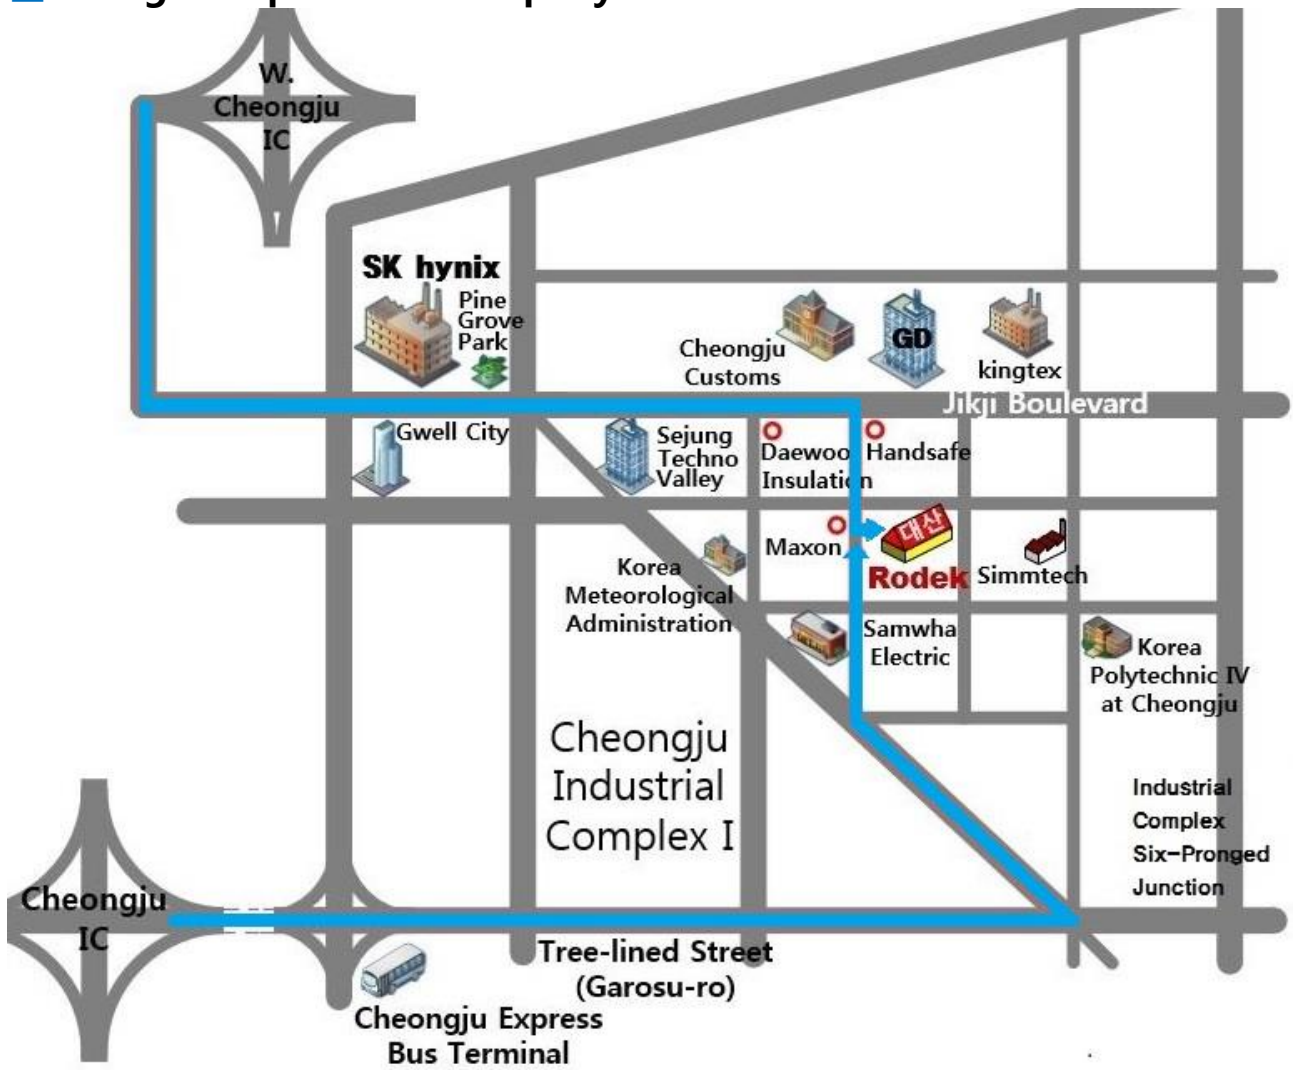 W.
Cheongju
IC
SK hynix
Pine
Grove
Park
Cheongju
Customs
GD
kingtex
Jikji Boulevard
Gwell City
Sejung
Techno
Valley
Daewoo
Insulation
Handsafe
Maxon
대산
Rodek
Simmtech
Korea
Meteorological
Administration
Samwha
Electric
Korea
Polytechnic IV
at Cheongju
Cheongju
Industrial
Complex I
Industrial
Complex
Six-Pronged
Junction
Cheongju
IC
Tree-lined Street
(Garosu-ro)
Cheongju Express
Bus Terminal